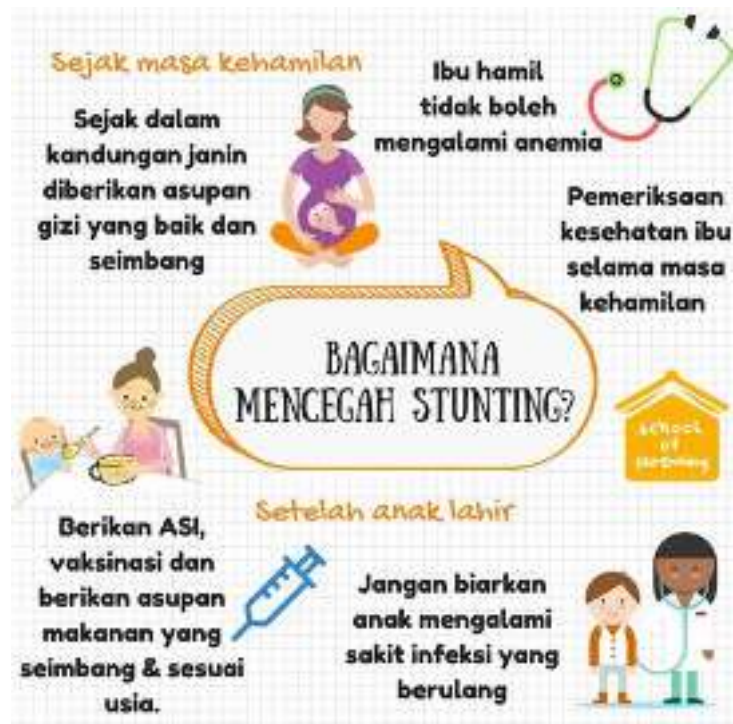 Sejak masa kehamilan
Sejak dalam
kandungan janin
diberikan asupan
gizi yang baik dan
seimbang
Ibu hamil
tidak boleh
mengalami anemia
Pemeriksaan
kesehatan ibu
selama masa
kehamilan
BAGAIMANA
MENCEGAH STUNTING?
school
of
parenting
Setelah anak lahir
Berikan ASI,
vaksinasi dan
berikan asupan
makanan yang
seimbang & sesuai
usia.
Jangan biarkan
anak mengalami
sakit infeksi yang
berulang